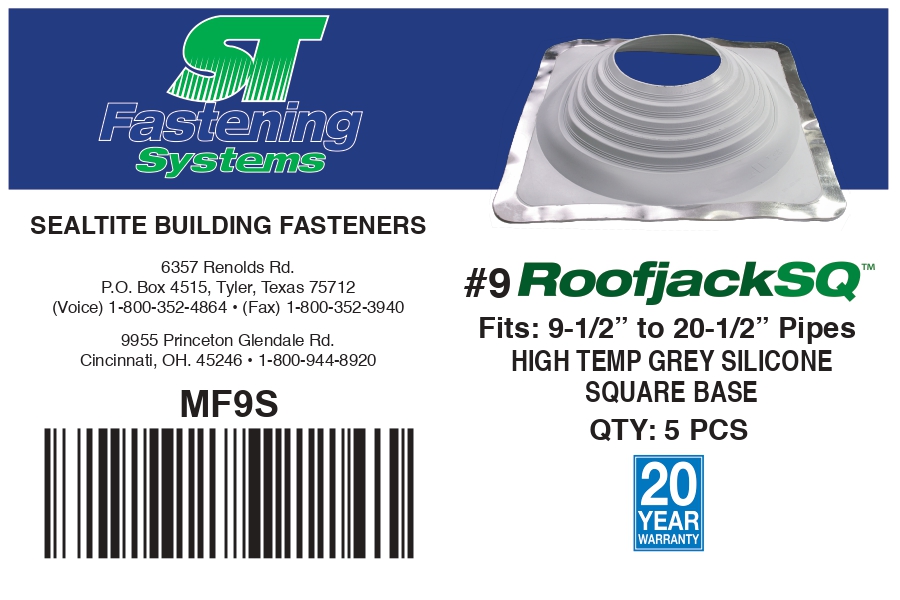 ST
Fastening
Systems
SEALTITE BUILDING FASTENERS
6357 Renolds Rd.
P.O. Box 4515, Tyler, Texas 75712
(Voice) 1-800-352-4864 • (Fax) 1-800-352-3940
9955 Princeton Glendale Rd.
Cincinnati, OH. 45246 • 1-800-944-8920
MF9S
#9 RoofjackSQ™
Fits: 9-1/2” to 20-1/2” Pipes
HIGH TEMP GREY SILICONE
SQUARE BASE
QTY: 5 PCS
20
YEAR
WARRANTY